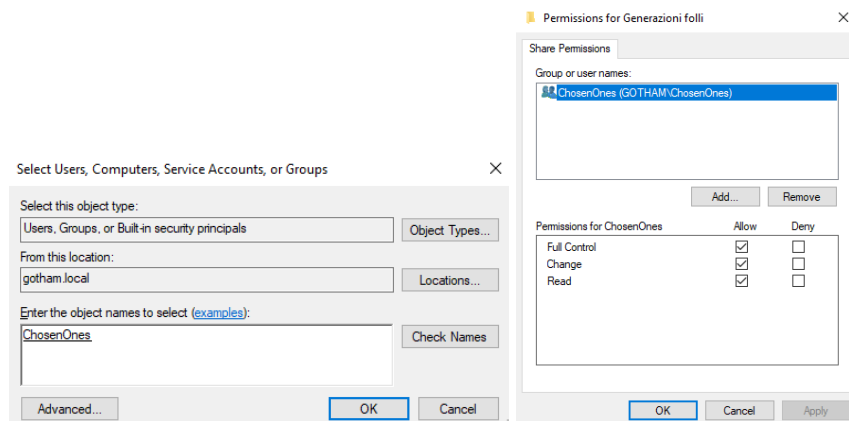 Select Users, Computers, Service Accounts, or Groups
Select this object type:
Users, Groups, or Built-in security principals
Object Types...
From this location:
gotham.local
Locations...
Enter the object names to select (examples):
ChosenOnes
Check Names
Advanced...
OK
Cancel
Permissions for Generazioni folli
Share Permissions
Group or user names:
ChosenOnes (GOTHAM\ChosenOnes)
Add...
Remove
Permissions for ChosenOnes
Allow
Deny
Full Control
Change
Read
OK
Cancel
Apply